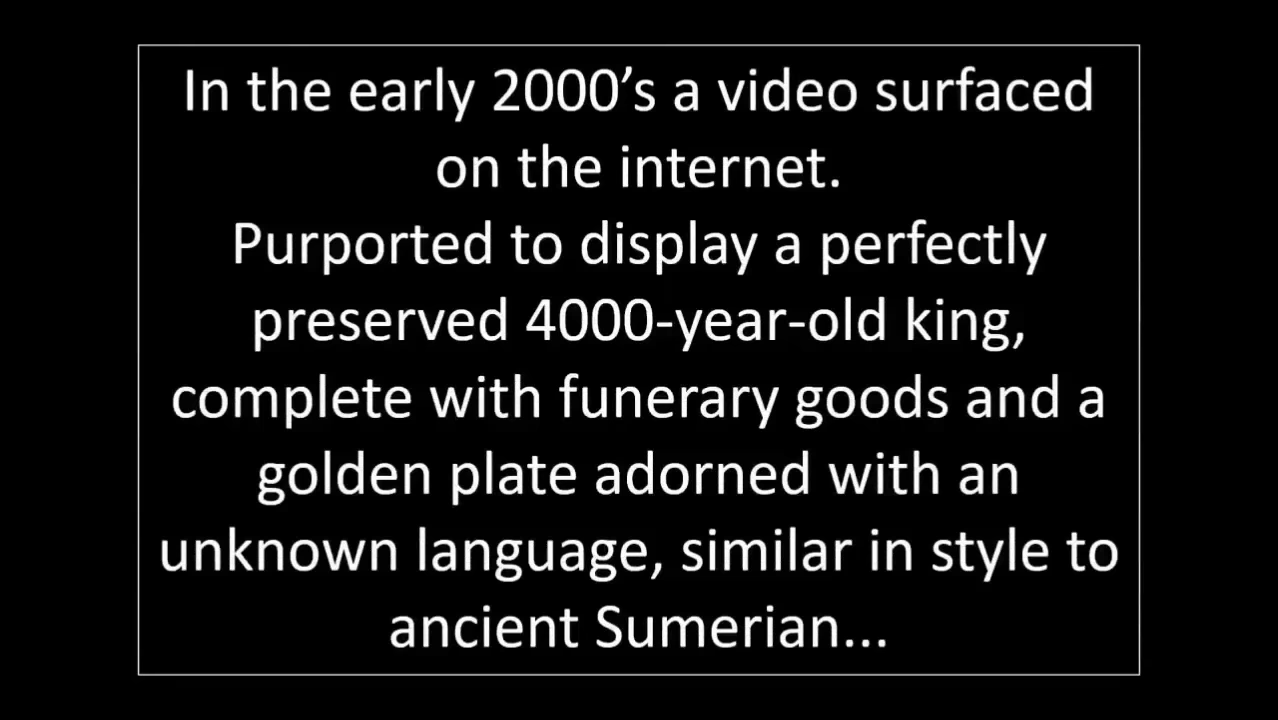 In the early 2000’s a video surfaced
on the internet.
Purported to display a perfectly
preserved 4000-year-old king,
complete with funerary goods and a
golden plate adorned with an
unknown language, similar in style to
ancient Sumerian...